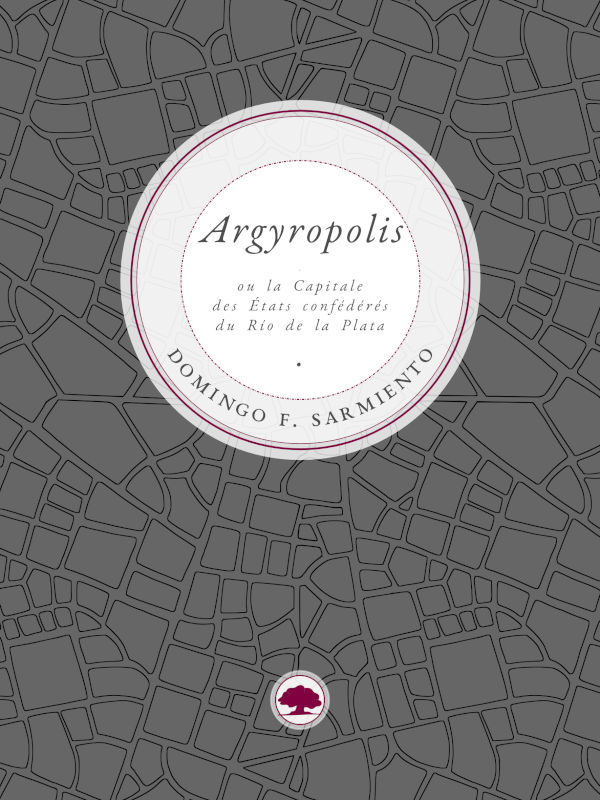 Argyropolis
ou la Capitale
des États confédérés
du Río de la Plata
DOMINGO F. SARMIENTO